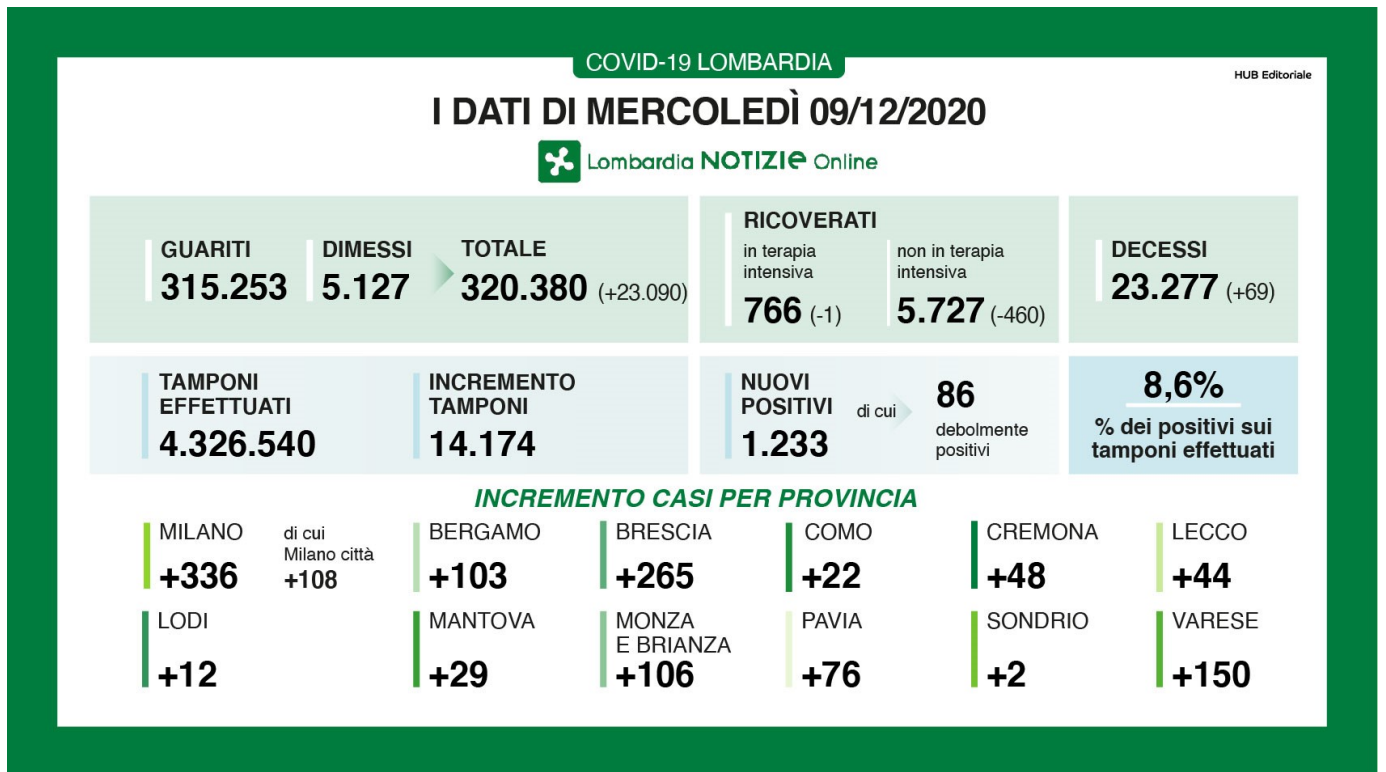 COVID-19 LOMBARDIA
HUB Editoriale
I DATI DI MERCOLEDÌ 09/12/2020
Lombardia NOTIZIe Online
GUARITI
315.253
DIMESSI
5.127
TOTALE
320.380 (+23.090)
RICOVERATI
in terapia
intensiva
766 (-1)
non in terapia
intensiva
5.727 (-460)
DECESSI
23.277 (+69)
TAMPONI
EFFETTUATI
4.326.540
INCREMENTO
TAMPONI
14.174
NUOVI
POSITIVI
1.233
di cui
86
debolmente
positivi
8,6%
% dei positivi sui
tamponi effettuati
INCREMENTO CASI PER PROVINCIA
MILANO
+336
di cui
Milano città
+108
BERGAMO
+103
BRESCIA
+265
COMO
+22
CREMONA
+48
LECCO
+44
LODI
+12
MANTOVA
+29
MONZA
E BRIANZA
+106
PAVIA
+76
SONDRIO
+2
VARESE
+150